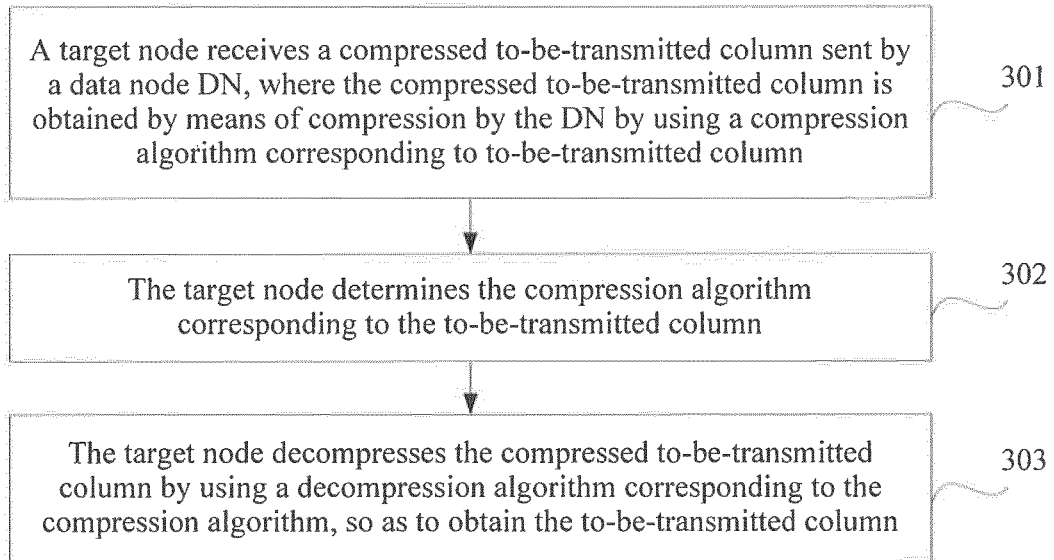 A target node receives a compressed to-be-transmitted column sent by
a data node DN, where the compressed to-be-transmitted column is
obtained by means of compression by the DN by using a compression
algorithm corresponding to to-be-transmitted column
301
The target node determines the compression algorithm
corresponding to the to-be-transmitted column
302
The target node decompresses the compressed to-be-transmitted
column by using a decompression algorithm corresponding to the
compression algorithm, so as to obtain the to-be-transmitted column
303